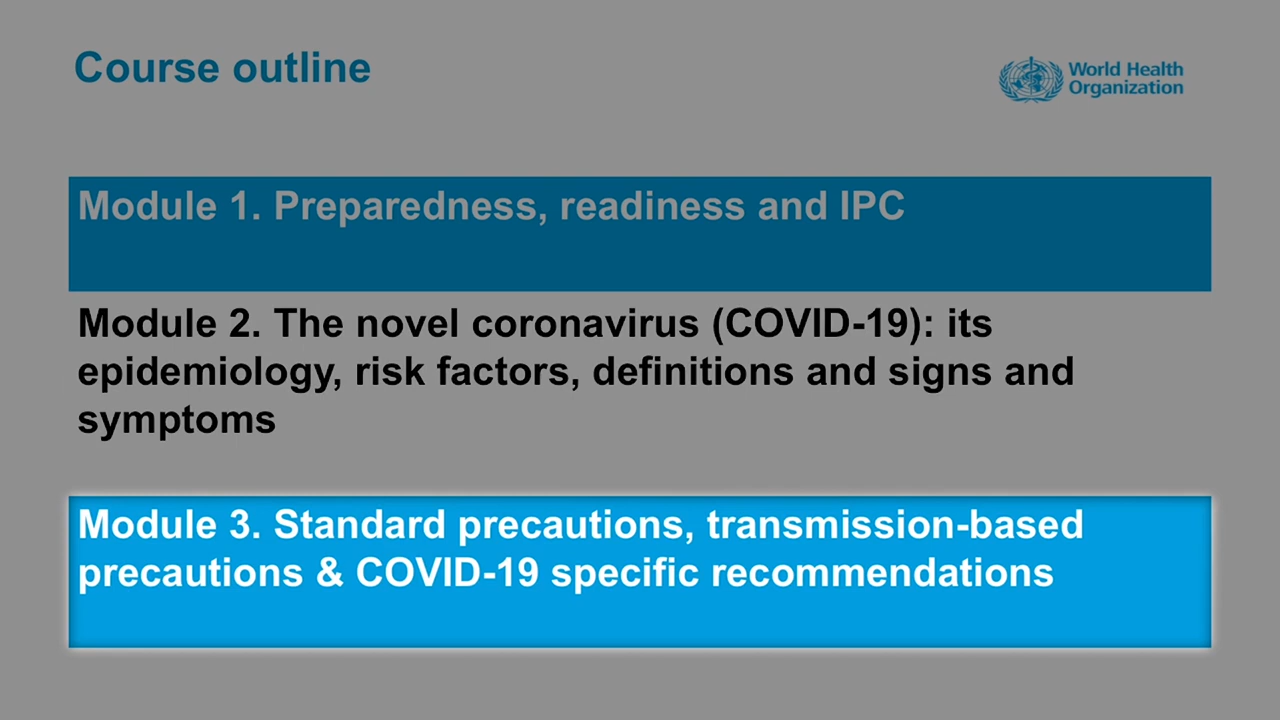 Course outline
World Health
Organization
Module 1. Preparedness, readiness and IPC
Module 2. The novel coronavirus (COVID-19): its
epidemiology, risk factors, definitions and signs and
symptoms
Module 3. Standard precautions, transmission-based
precautions & COVID-19 specific recommendations